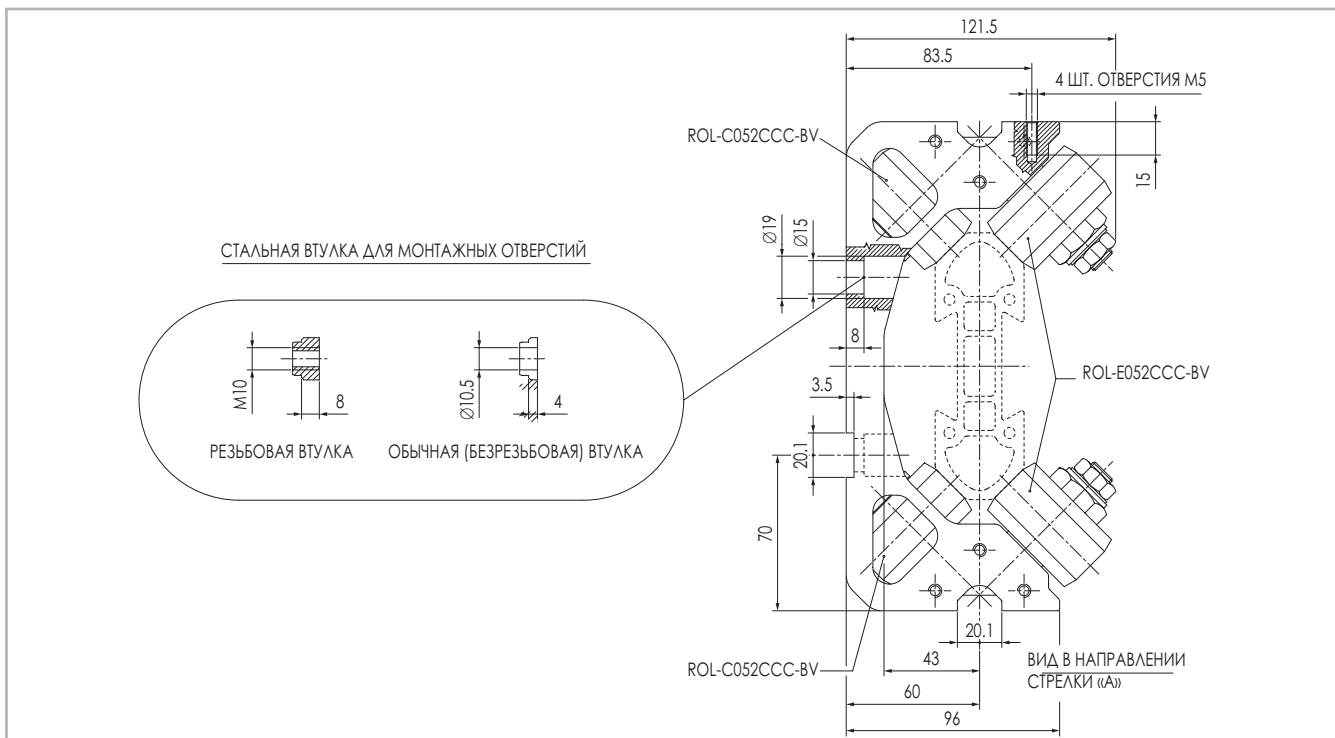 121.5
83.5
4 ШТ. ОТВЕРСТИЯ M5
ROL-C052CCC-BV
15
Ø19
Ø15
СТАЛЬНАЯ ВТУЛКА ДЛЯ МОНТАЖНЫХ ОТВЕРСТИЙ
8
M10
8
Ø10.5
4
3.5
ROL-E052CCC-BV
РЕЗЬБОВАЯ ВТУЛКА
ОБЫЧНАЯ (БЕЗРЕЗЬБОВАЯ) ВТУЛКА
20.1
70
20.1
ROL-C052CCC-BV
43
ВИД В НАПРАВЛЕНИИ
СТРЕЛКИ «А»
60
96